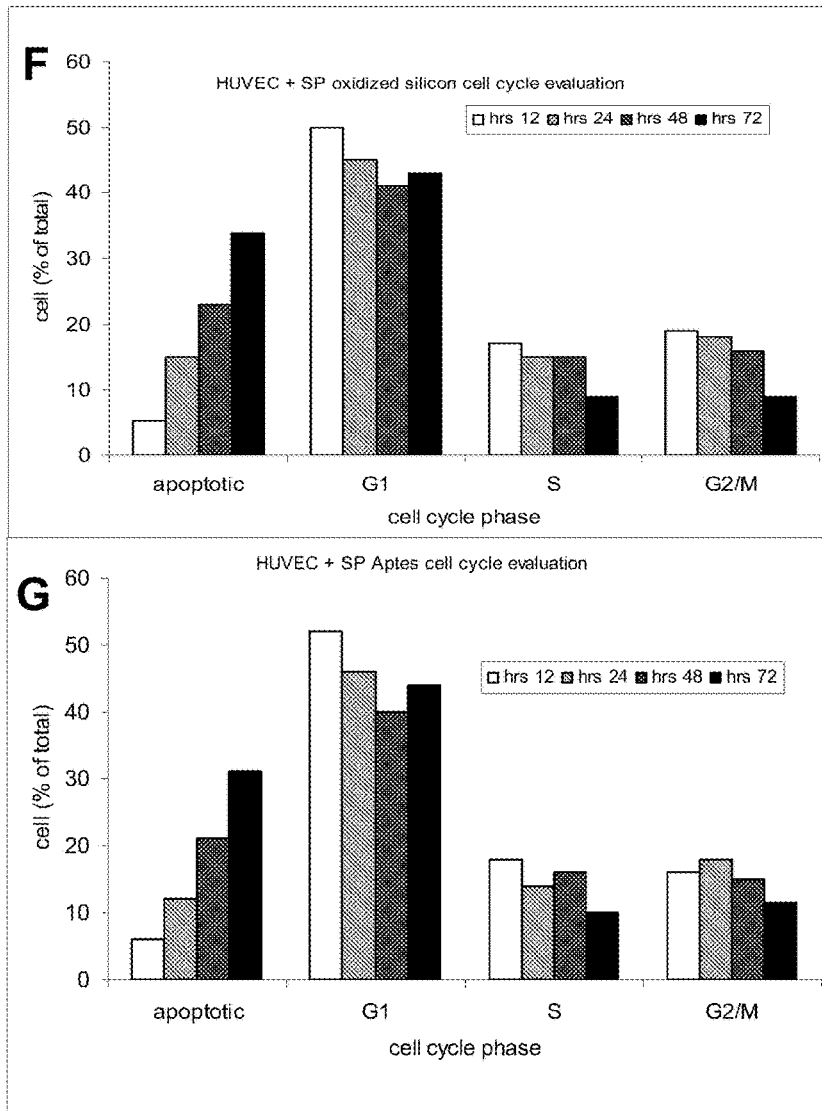 F
HUVEC + SP oxidized silicon cell cycle evaluation
hrs 12 hrs 24 hrs 48 hrs 72
cell (% of total)
60
50
40
30
20
10
0
apoptotic G1 S G2/M
cell cycle phase
G
HUVEC + SP Aptes cell cycle evaluation
hrs 12 hrs 24 hrs 48 hrs 72
cell (% of total)
60
50
40
30
20
10
0
apoptotic G1 S G2/M
cell cycle phase